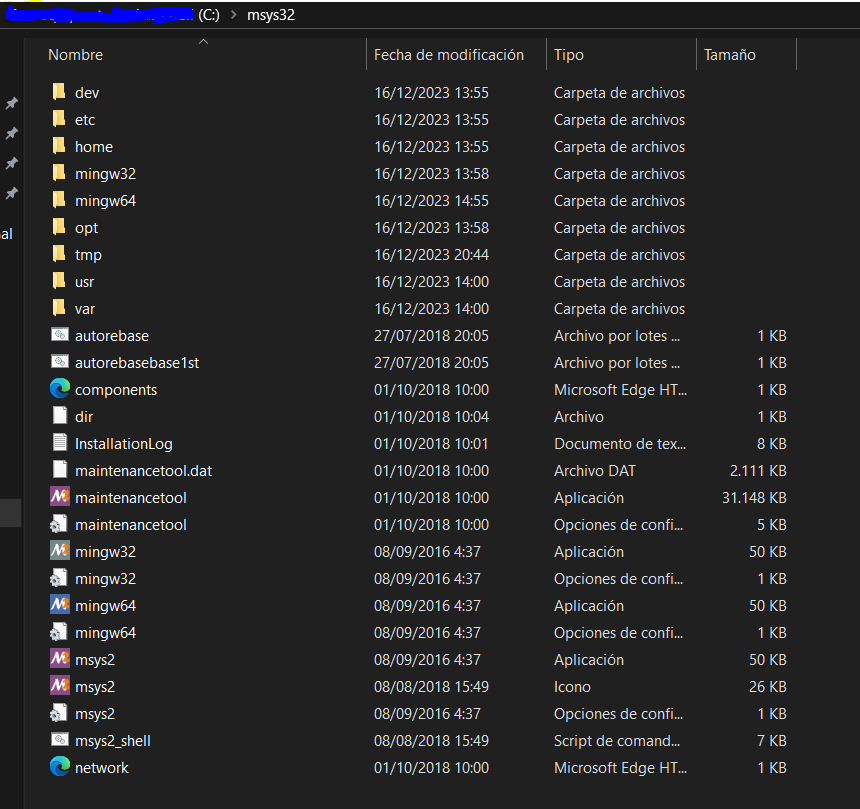 (C:) > msys32
Nombre Fecha de modificación Tipo Tamaño
dev 16/12/2023 13:55 Carpeta de archivos
etc 16/12/2023 13:55 Carpeta de archivos
home 16/12/2023 13:55 Carpeta de archivos
mingw32 16/12/2023 13:58 Carpeta de archivos
mingw64 16/12/2023 14:55 Carpeta de archivos
opt 16/12/2023 13:58 Carpeta de archivos
al
tmp 16/12/2023 20:44 Carpeta de archivos
usr 16/12/2023 14:00 Carpeta de archivos
var 16/12/2023 14:00 Carpeta de archivos
autorebase 27/07/2018 20:05 Archivo por lotes ... 1 KB
autorebasebase1st 27/07/2018 20:05 Archivo por lotes ... 1 KB
components 01/10/2018 10:00 Microsoft Edge HT... 1 KB
dir 01/10/2018 10:04 Archivo 1 KB
InstallationLog 01/10/2018 10:01 Documento de tex... 8 KB
maintenancetool.dat 01/10/2018 10:00 Archivo DAT 2.111 KB
maintenancetool 01/10/2018 10:00 Aplicación 31.148 KB
maintenancetool 01/10/2018 10:00 Opciones de confi... 5 KB
mingw32 08/09/2016 4:37 Aplicación 50 KB
mingw32 08/09/2016 4:37 Opciones de confi... 1 KB
mingw64 08/09/2016 4:37 Aplicación 50 KB
mingw64 08/09/2016 4:37 Opciones de confi... 1 KB
msys2 08/09/2016 4:37 Aplicación 50 KB
msys2 08/08/2018 15:49 Icono 26 KB
msys2 08/09/2016 4:37 Opciones de confi... 1 KB
msys2_shell 08/08/2018 15:49 Script de comand... 7 KB
network 01/10/2018 10:00 Microsoft Edge HT... 1 KB